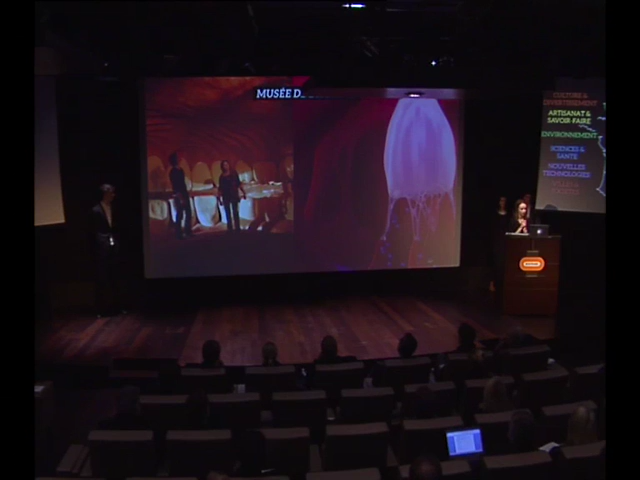 MUSÉE D
CULTURE &
DIVERTISSEMENT
ARTISANAT &
SAVOIR-FAIRE
ENVIRONNEMENT
SCIENCES &
SANTÉ
NOUVELLES
TECHNOLOGIES